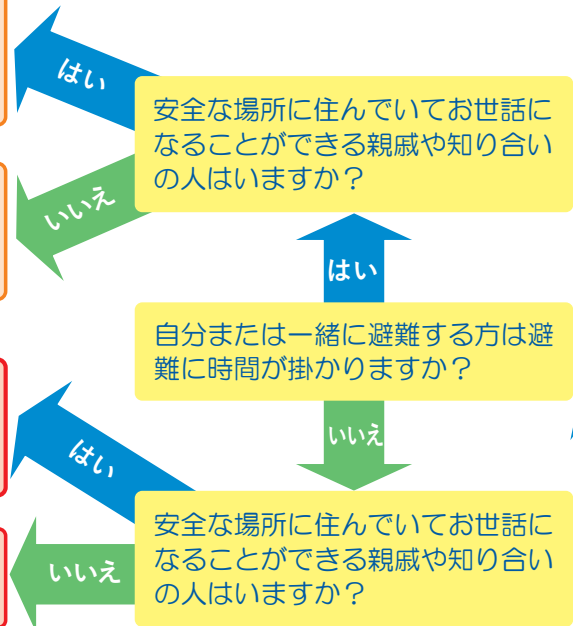 はい
安全な場所に住んでいてお世話に
なることができる親戚や知り合い
の人はいますか？
いいえ
はい
自分または一緒に避難する方は避
難に時間が掛かりますか？
いいえ
はい
安全な場所に住んでいてお世話に
なることができる親戚や知り合い
の人はいますか？
いいえ